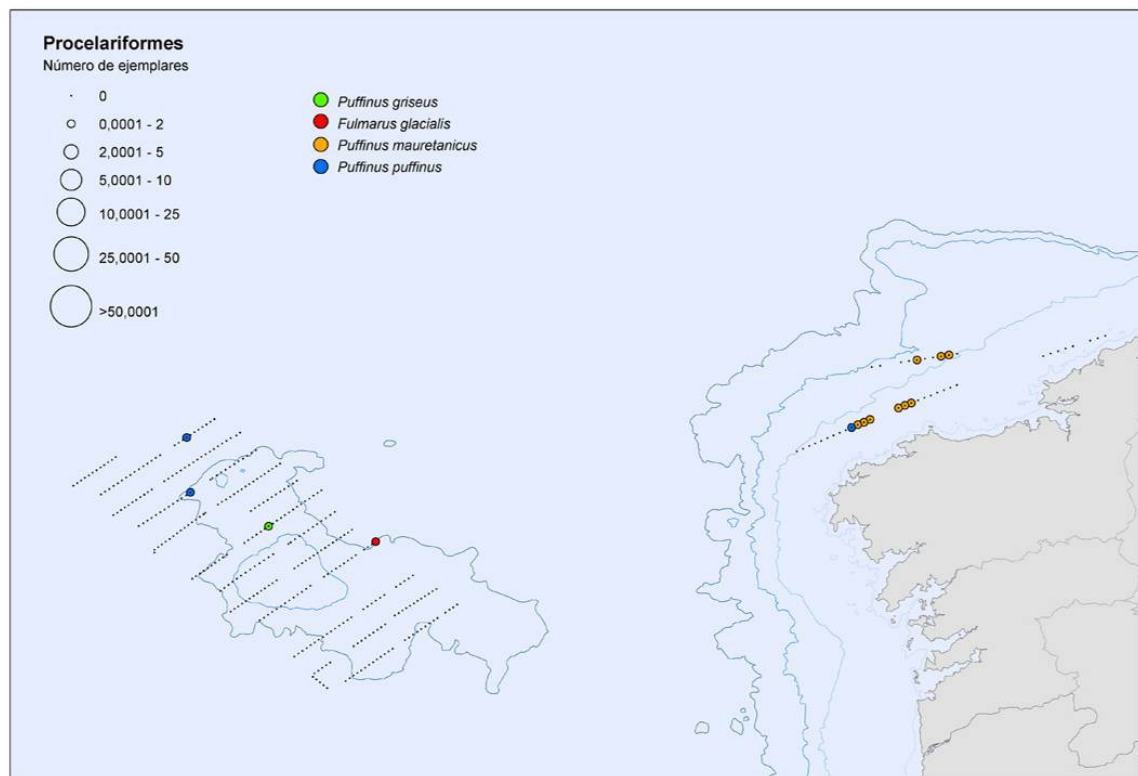 Procelariformes
Número de ejemplares
0
0,0001 - 2
2,0001 - 5
5,0001 - 10
10,0001 - 25
25,0001 - 50
>50,0001
Puffinus griseus
Fulmarus glacialis
Puffinus mauretanicus
Puffinus puffinus